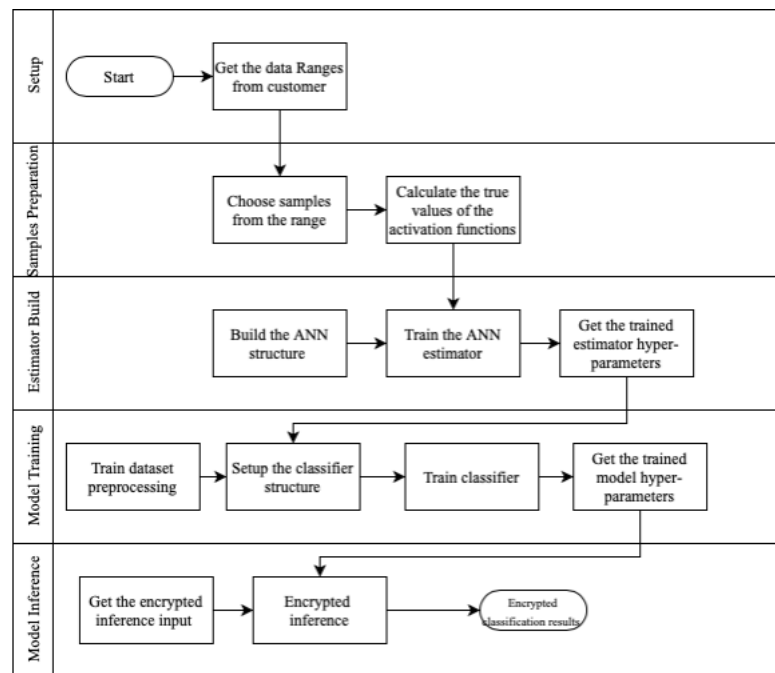 Setup
Start
Get the data Ranges
from customer
Samples Preparation
Choose samples
from the range
Calculate the true
values of the
activation functions
Estimator Build
Build the ANN
structure
Train the ANN
estimator
Get the trained
estimator hyper-
parameters
Model Training
Train dataset
preprocessing
Setup the classifier
structure
Train classifier
Get the trained
model hyper-
parameters
Model Inference
Get the encrypted
inference input
Encrypted
inference
Encrypted
classification results